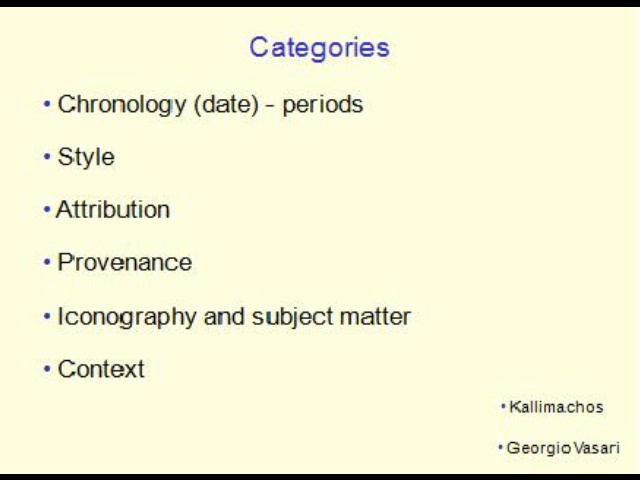 Categories
• Chronology (date) - periods
• Style
• Attribution
• Provenance
• Iconography and subject matter
• Context
• Kallimachos
• Georgio Vasari